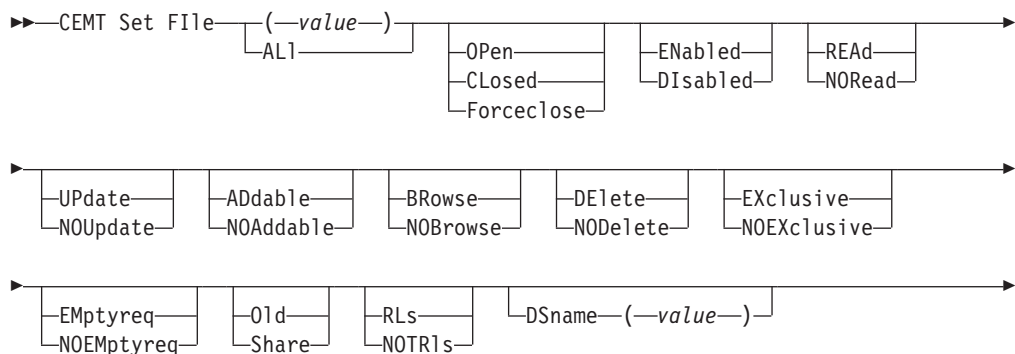 CEMT Set FIle ( value )
ALl
OPen
CLosed
Forceclose
ENabled
DIsabled
REAd
NORead
UPdate
NOUpdate
ADdable
NOAddable
BRowse
NOBrowse
DElete
NODelete
EXclusive
NOEXclusive
EMptyreq
NOEMptyreq
Old
Share
RLs
NOTRls
DSname ( value )